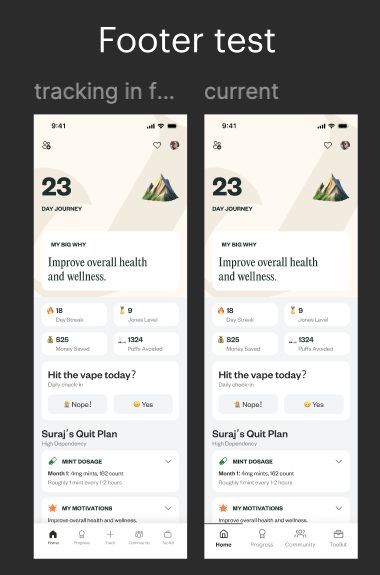 Footer test
tracking in f...
9:41
23
DAY JOURNEY
MY BIG WHY
Improve overall health
and wellness.
18
Day Streak
9
Jones Level
$25
Money Saved
1324
Puffs Avoided
Hit the vape today?
Daily check-in
Nope!
Yes
Suraj's Quit Plan
High Dependency
MINT DOSAGE
Month 1: 4mg mints, 162 count
Roughly 1 mint every 1-2 hours
MY MOTIVATIONS
Improve overall health and wellness.
Home
Progress
Track
Community
Toolkit
current
9:41
23
DAY JOURNEY
MY BIG WHY
Improve overall health
and wellness.
18
Day Streak
9
Jones Level
$25
Money Saved
1324
Puffs Avoided
Hit the vape today?
Daily check-in
Nope!
Yes
Suraj's Quit Plan
High Dependency
MINT DOSAGE
Month 1: 4mg mints, 162 count
Roughly 1 mint every 1-2 hours
MY MOTIVATIONS
Improve overall health and wellness.
Home
Progress
Community
Toolkit